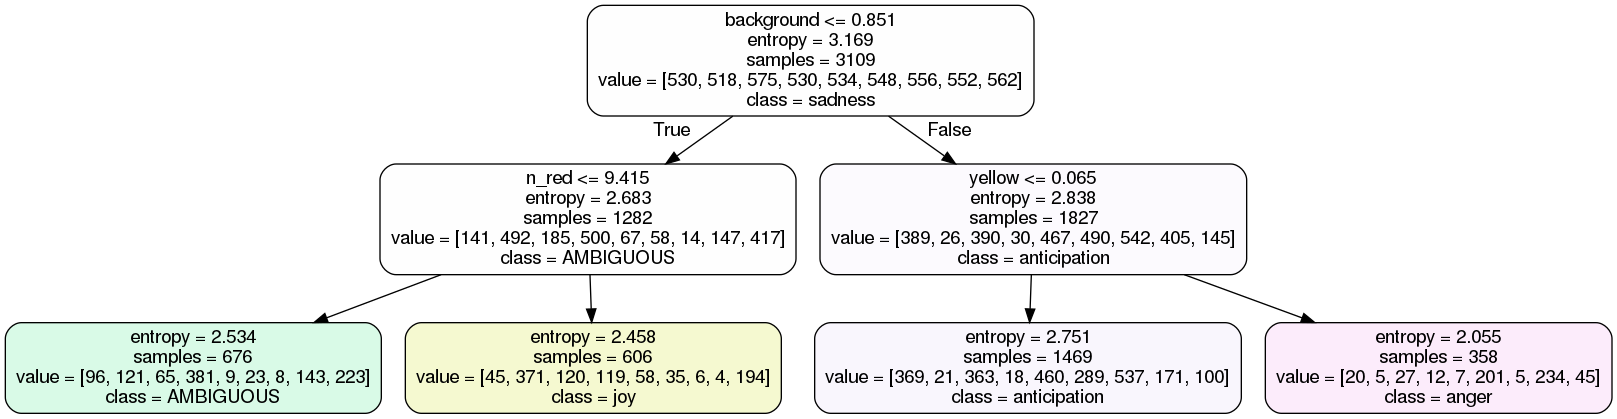 background <= 0.851
entropy = 3.169
samples = 3109
value = [530, 518, 575, 530, 534, 548, 556, 552, 562]
class = sadness
True
False
n_red <= 9.415
entropy = 2.683
samples = 1282
value = [141, 492, 185, 500, 67, 58, 14, 147, 417]
class = AMBIGUOUS
yellow <= 0.065
entropy = 2.838
samples = 1827
value = [389, 26, 390, 30, 467, 490, 542, 405, 145]
class = anticipation
entropy = 2.534
samples = 676
value = [96, 121, 65, 381, 9, 23, 8, 143, 223]
class = AMBIGUOUS
entropy = 2.458
samples = 606
value = [45, 371, 120, 119, 58, 35, 6, 4, 194]
class = joy
entropy = 2.751
samples = 1469
value = [369, 21, 363, 18, 460, 289, 537, 171, 100]
class = anticipation
entropy = 2.055
samples = 358
value = [20, 5, 27, 12, 7, 201, 5, 234, 45]
class = anger